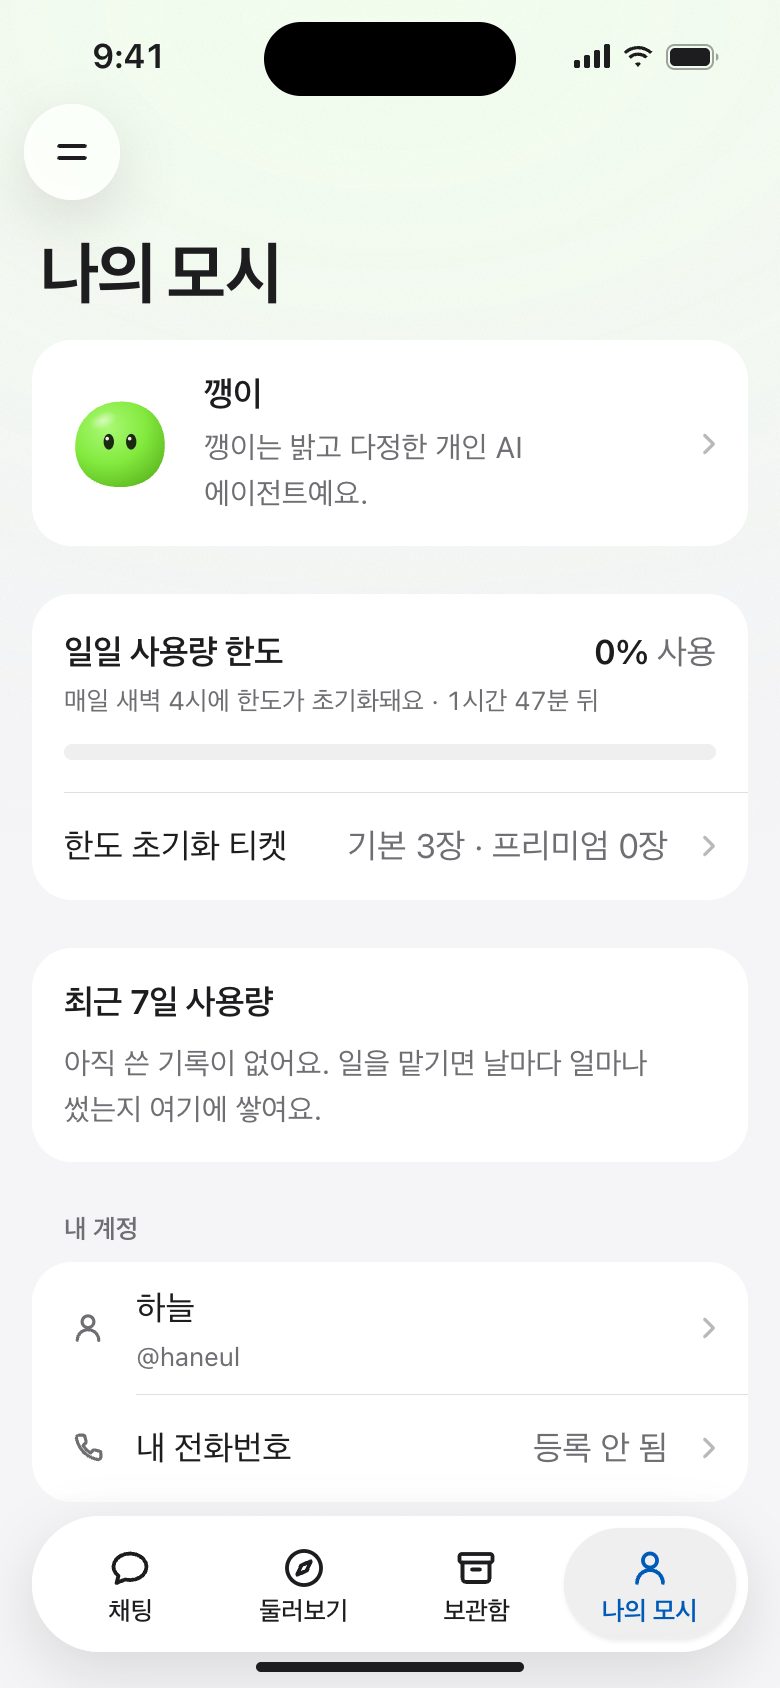 9:41
나의 모시
깽이
깽이는 밝고 다정한 개인 AI
에이전트예요.
일일 사용량 한도 0% 사용
매일 새벽 4시에 한도가 초기화돼요 · 1시간 47분 뒤
한도 초기화 티켓 기본 3장 · 프리미엄 0장
최근 7일 사용량
아직 쓴 기록이 없어요. 일을 맡기면 날마다 얼마나
썼는지 여기에 쌓여요.
내 계정
하늘
@haneul
내 전화번호 등록 안 됨
채팅 둘러보기 보관함 나의 모시